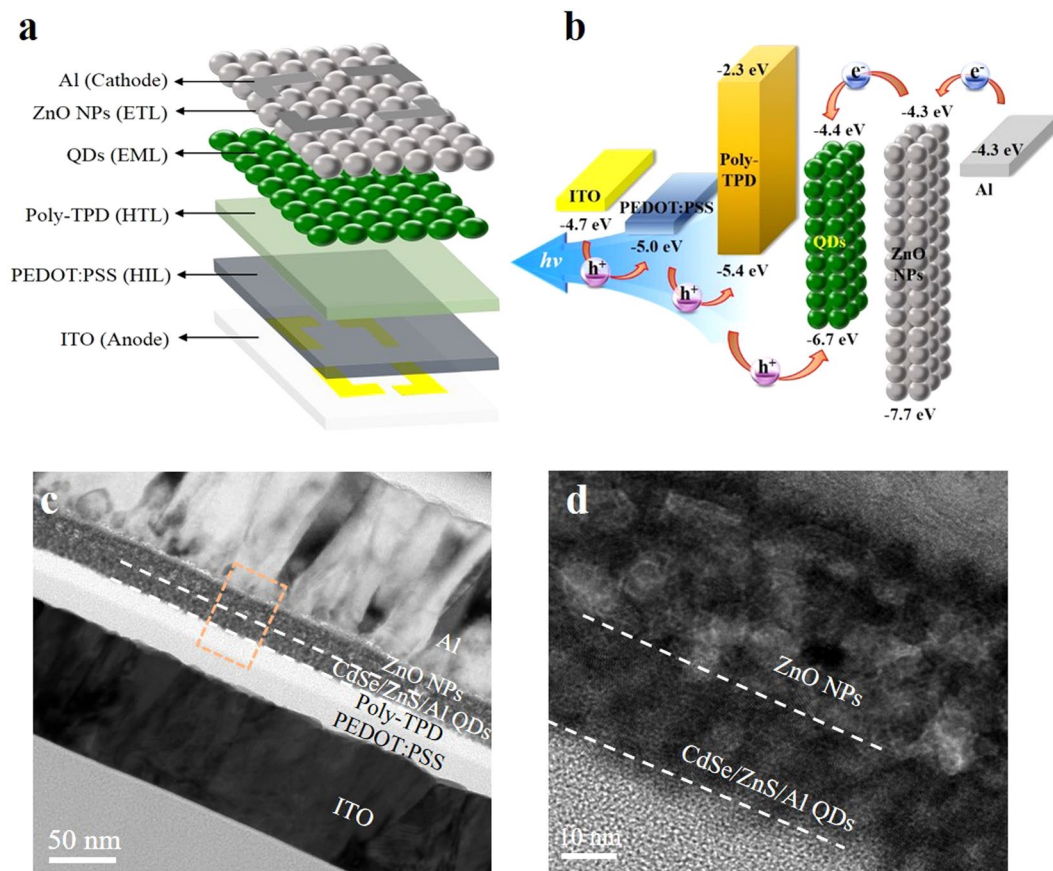 a
Al (Cathode)
ZnO NPs (ETL)
QDs (EML)
Poly-TPD (HTL)
PEDOT:PSS (HIL)
ITO (Anode)
b
-2.3 eV
e-
e-
-4.3 eV
-4.4 eV
-4.3 eV
Al
ITO
Poly-
TPD
PEDOT:PSS
-4.7 eV
-5.0 eV
QDs
ZnO
NPs
hν
h+
-5.4 eV
h+
-6.7 eV
h+
-7.7 eV
c
Al
ZnO NPs
CdSe/ZnS/Al QDs
Poly-TPD
PEDOT:PSS
ITO
50 nm
d
ZnO NPs
CdSe/ZnS/Al QDs
10 nm